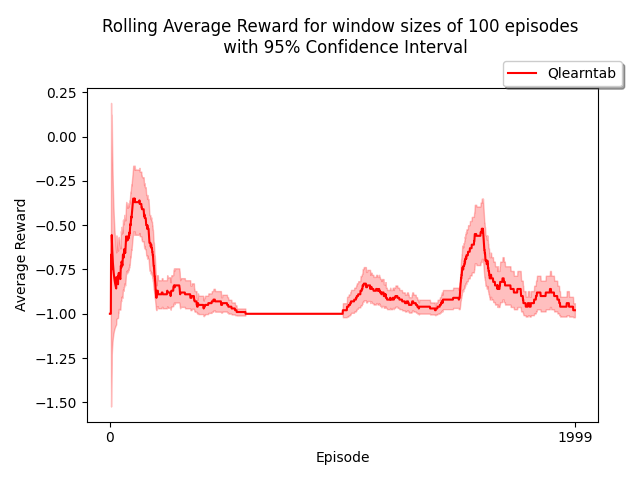 Rolling Average Reward for window sizes of 100 episodes
with 95% Confidence Interval
Qlearntab
0.25
0.00
−0.25
−0.50
−0.75
−1.00
−1.25
−1.50
Average Reward
0
1999
Episode